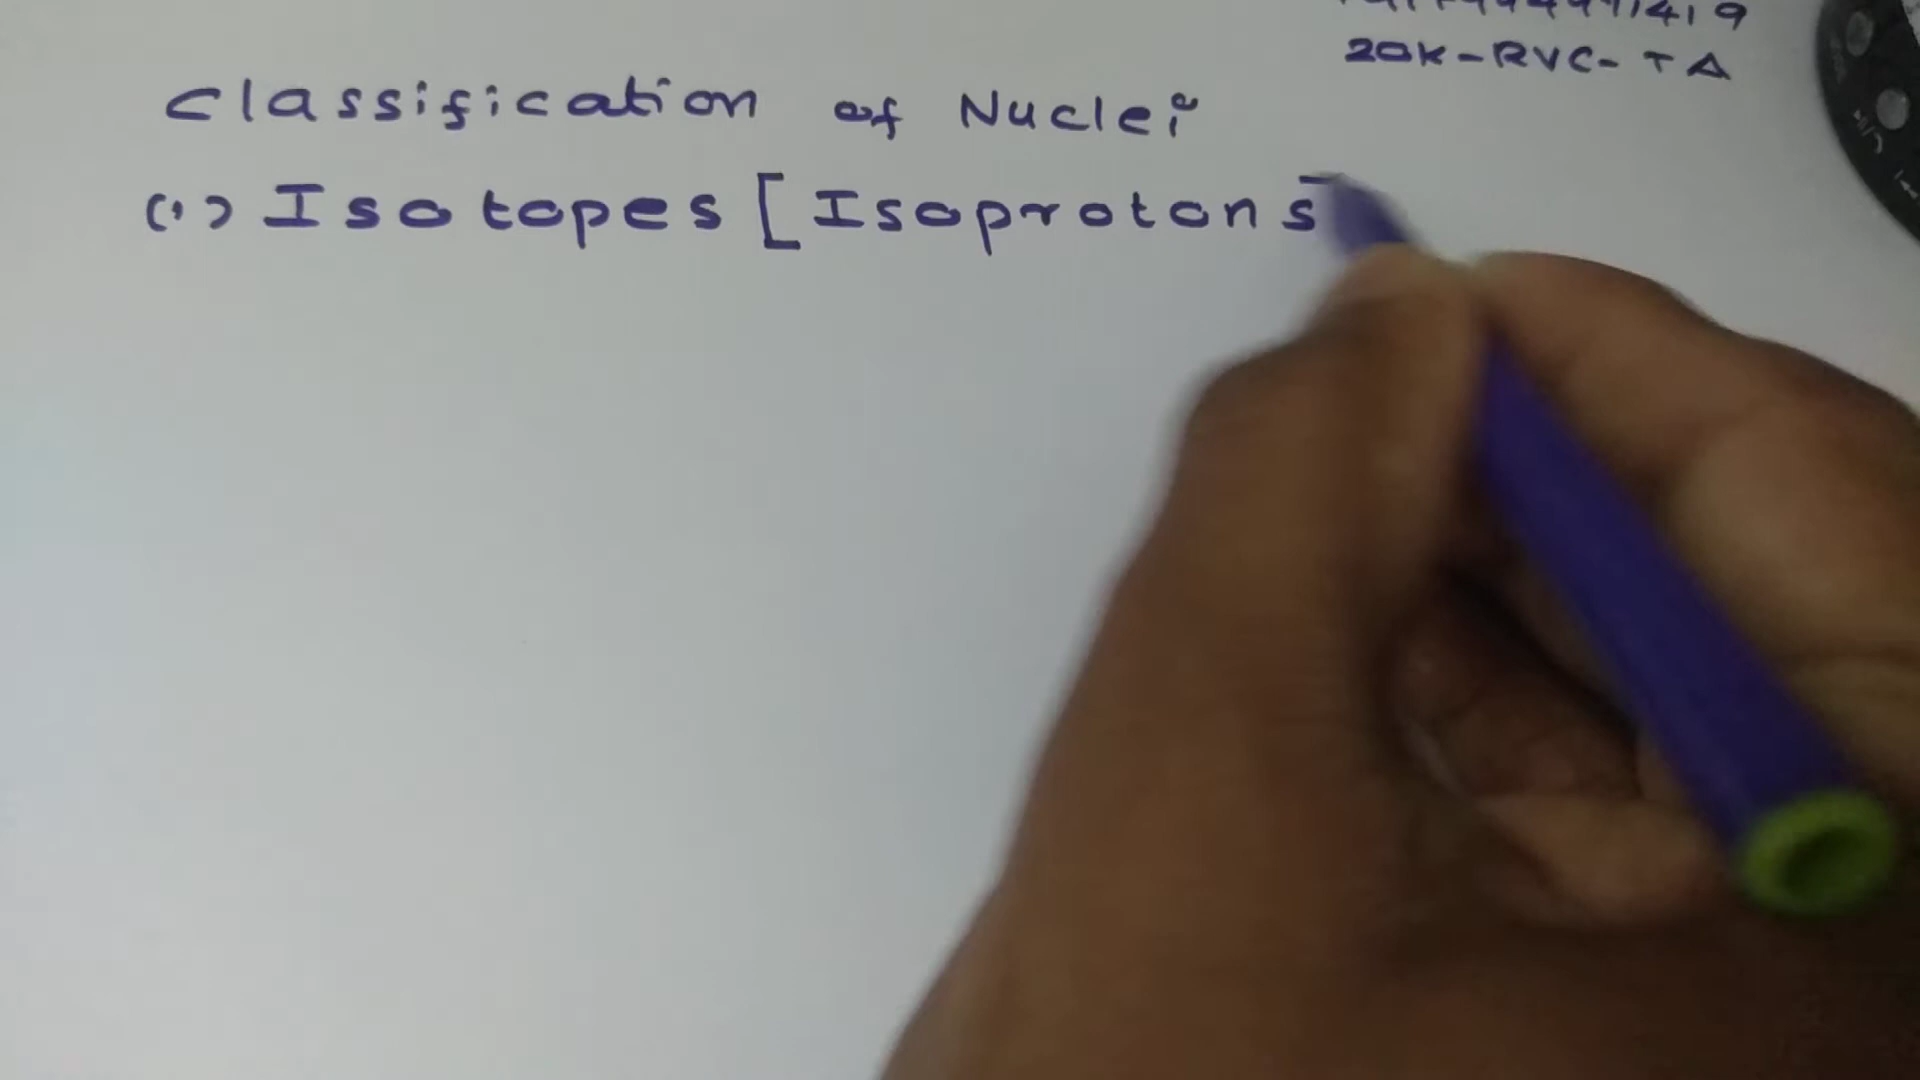 20K-RVC-TA
Classification of Nuclei
(1) Isotopes [Isoprotons]